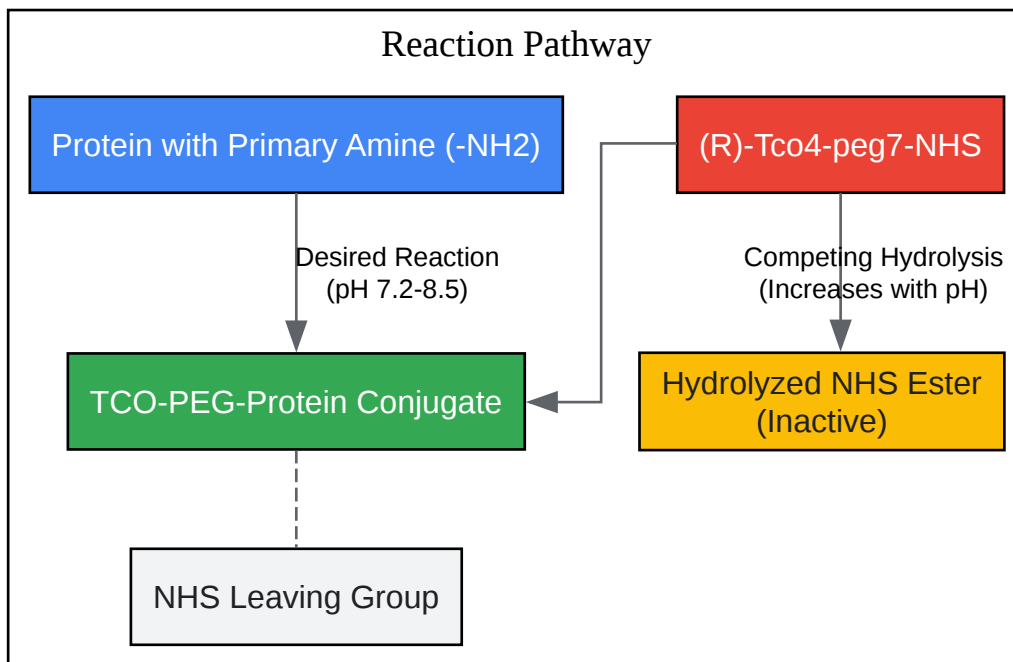 Reaction Pathway
Protein with Primary Amine (-NH2)
(R)-Tco4-peg7-NHS
Desired Reaction
(pH 7.2-8.5)
Competing Hydrolysis
(Increases with pH)
TCO-PEG-Protein Conjugate
Hydrolyzed NHS Ester
(Inactive)
NHS Leaving Group